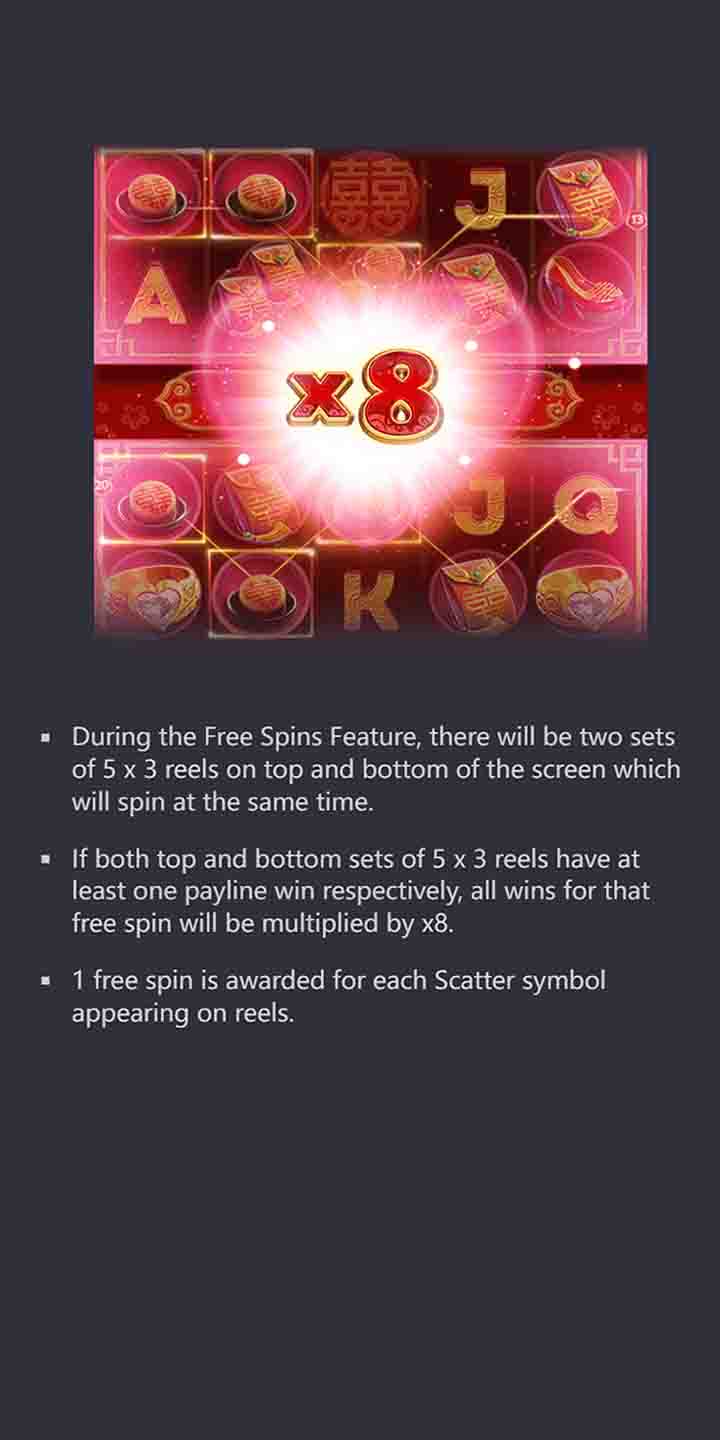 囍
J
13
A
x8
20
J
Q
K
▪ During the Free Spins Feature, there will be two sets
of 5 x 3 reels on top and bottom of the screen which
will spin at the same time.
▪ If both top and bottom sets of 5 x 3 reels have at
least one payline win respectively, all wins for that
free spin will be multiplied by x8.
▪ 1 free spin is awarded for each Scatter symbol
appearing on reels.